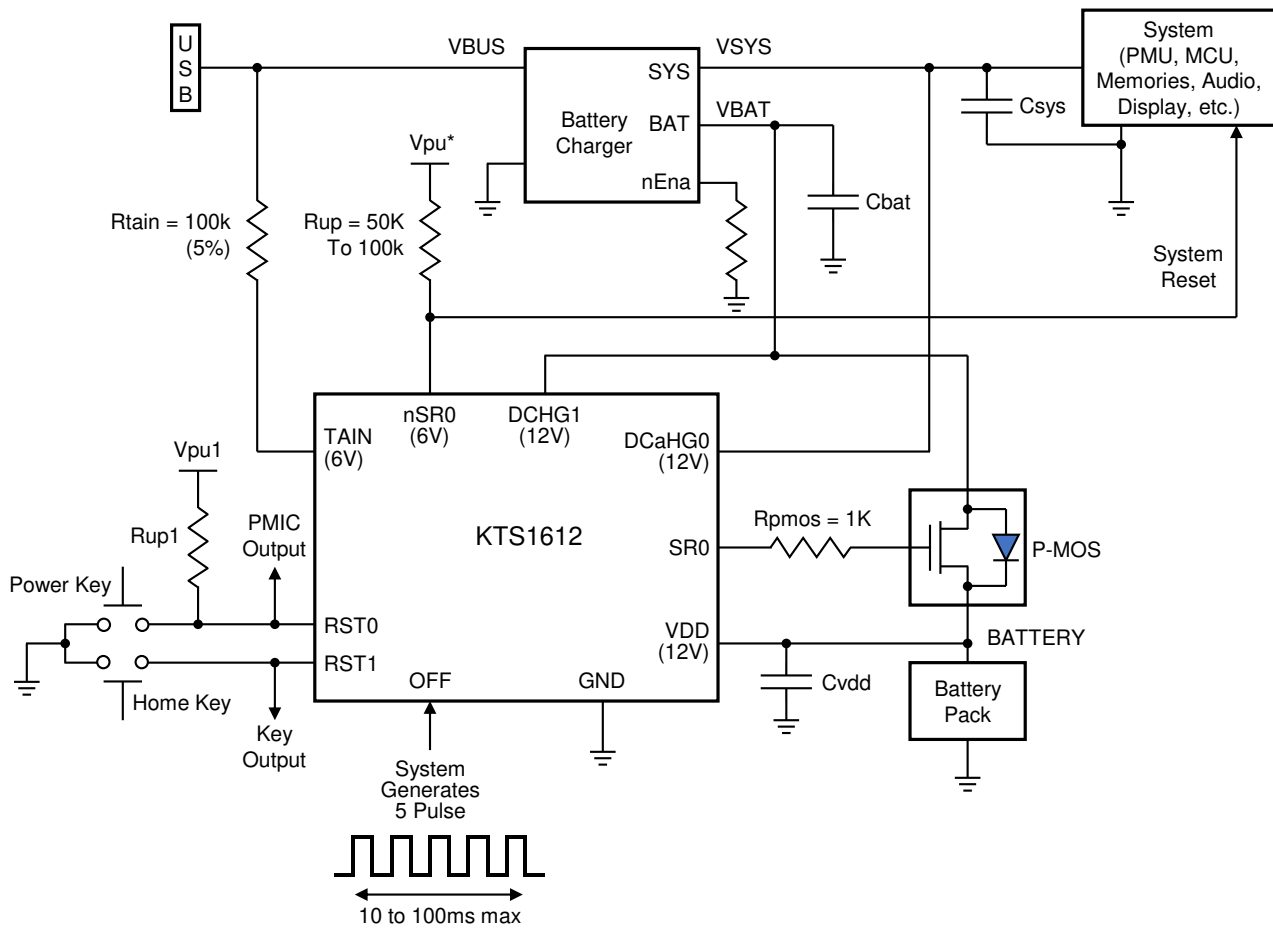 U
S
B
VBUS
VSYS
SYS
VBAT
BAT
Battery
Charger
nEna
System
(PMU, MCU,
Memories, Audio,
Display, etc.)
Csys
Cbat
Vpu*
Rtain = 100k
(5%)
Rup = 50K
To 100k
System
Reset
nSR0
(6V)
DCHG1
(12V)
TAIN
(6V)
DCaHG0
(12V)
Vpu1
Rup1
PMIC
Output
KTS1612
Rpmos = 1K
SR0
P-MOS
Power Key
RST0
VDD
(12V)
BATTERY
RST1
Home Key
Key
Output
OFF
GND
Cvdd
Battery
Pack
System
Generates
5 Pulse
10 to 100ms max